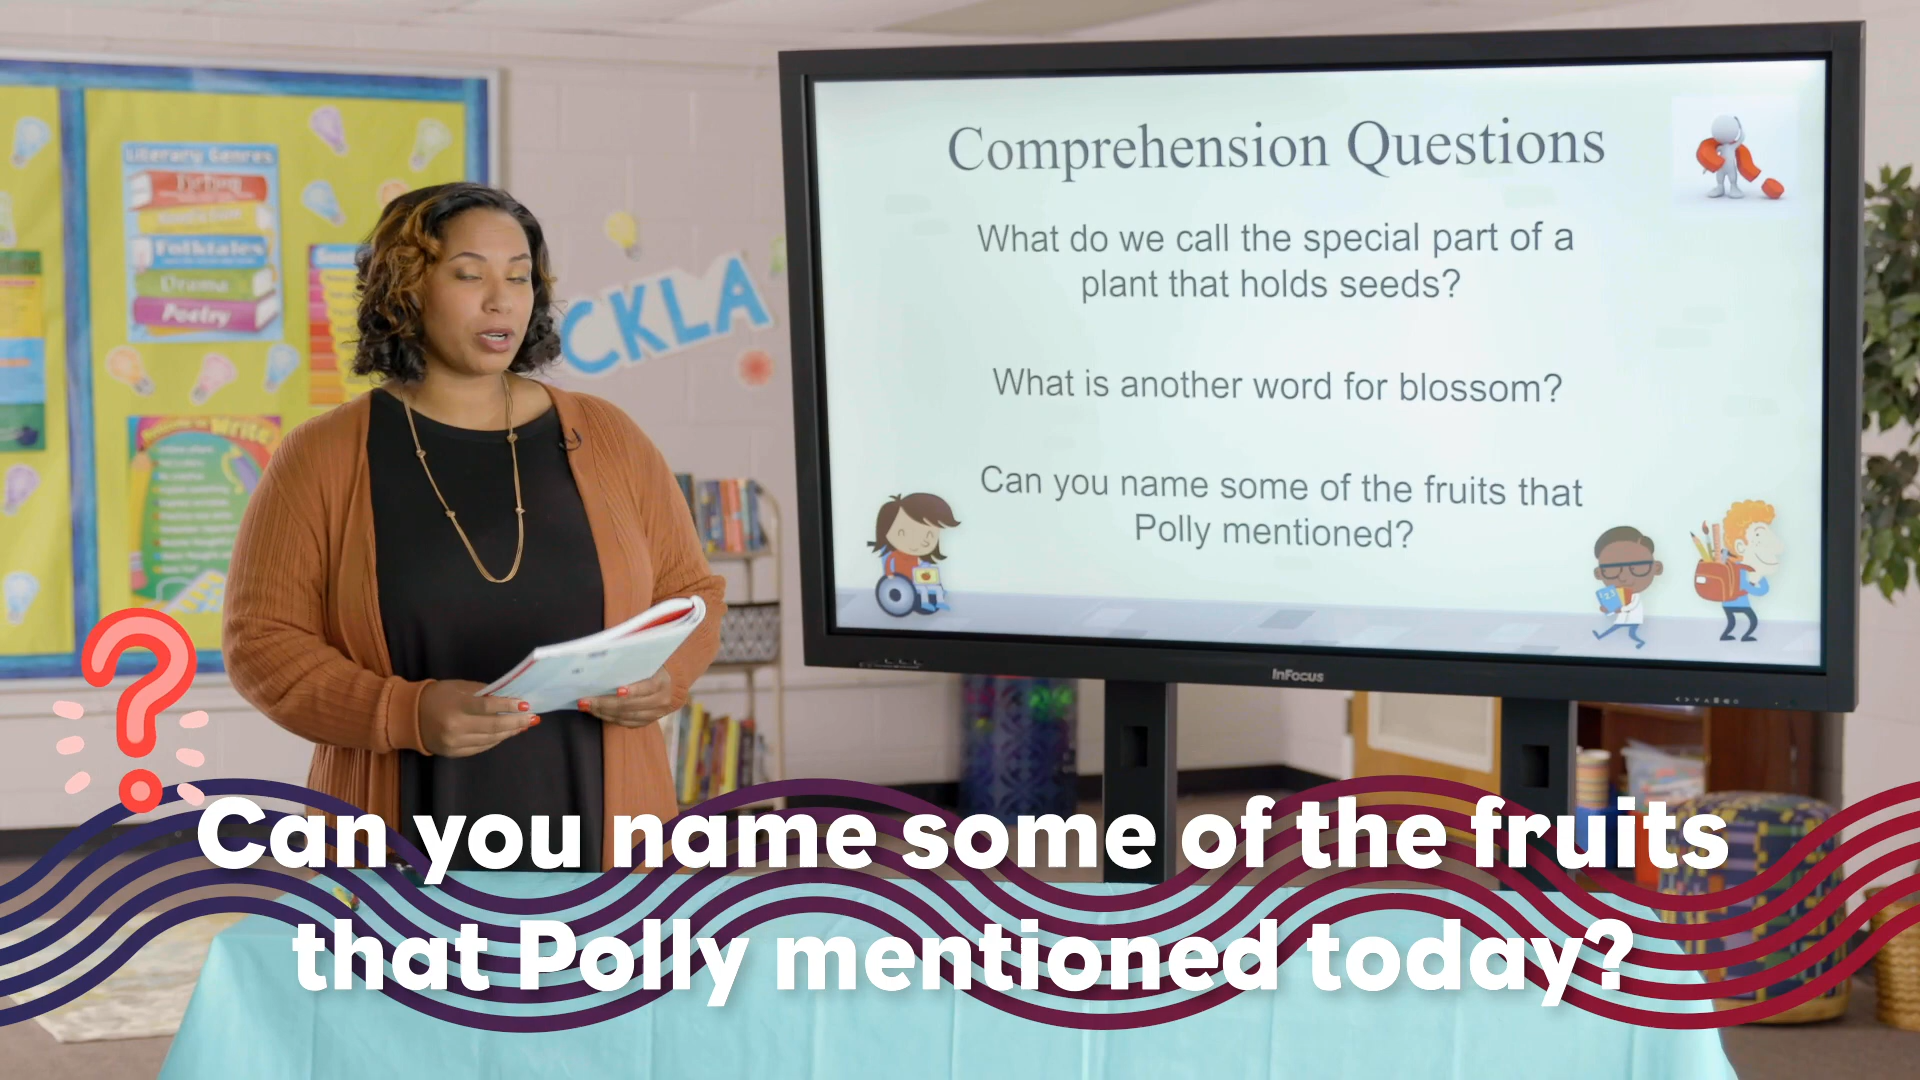 Literary Genres
Fiction
Nonfiction
Folktales
Drama
Poetry
Write
CKLA
Comprehension Questions
What do we call the special part of a
plant that holds seeds?
What is another word for blossom?
Can you name some of the fruits that
Polly mentioned?
InFocus
Can you name some of the fruits
that Polly mentioned today?